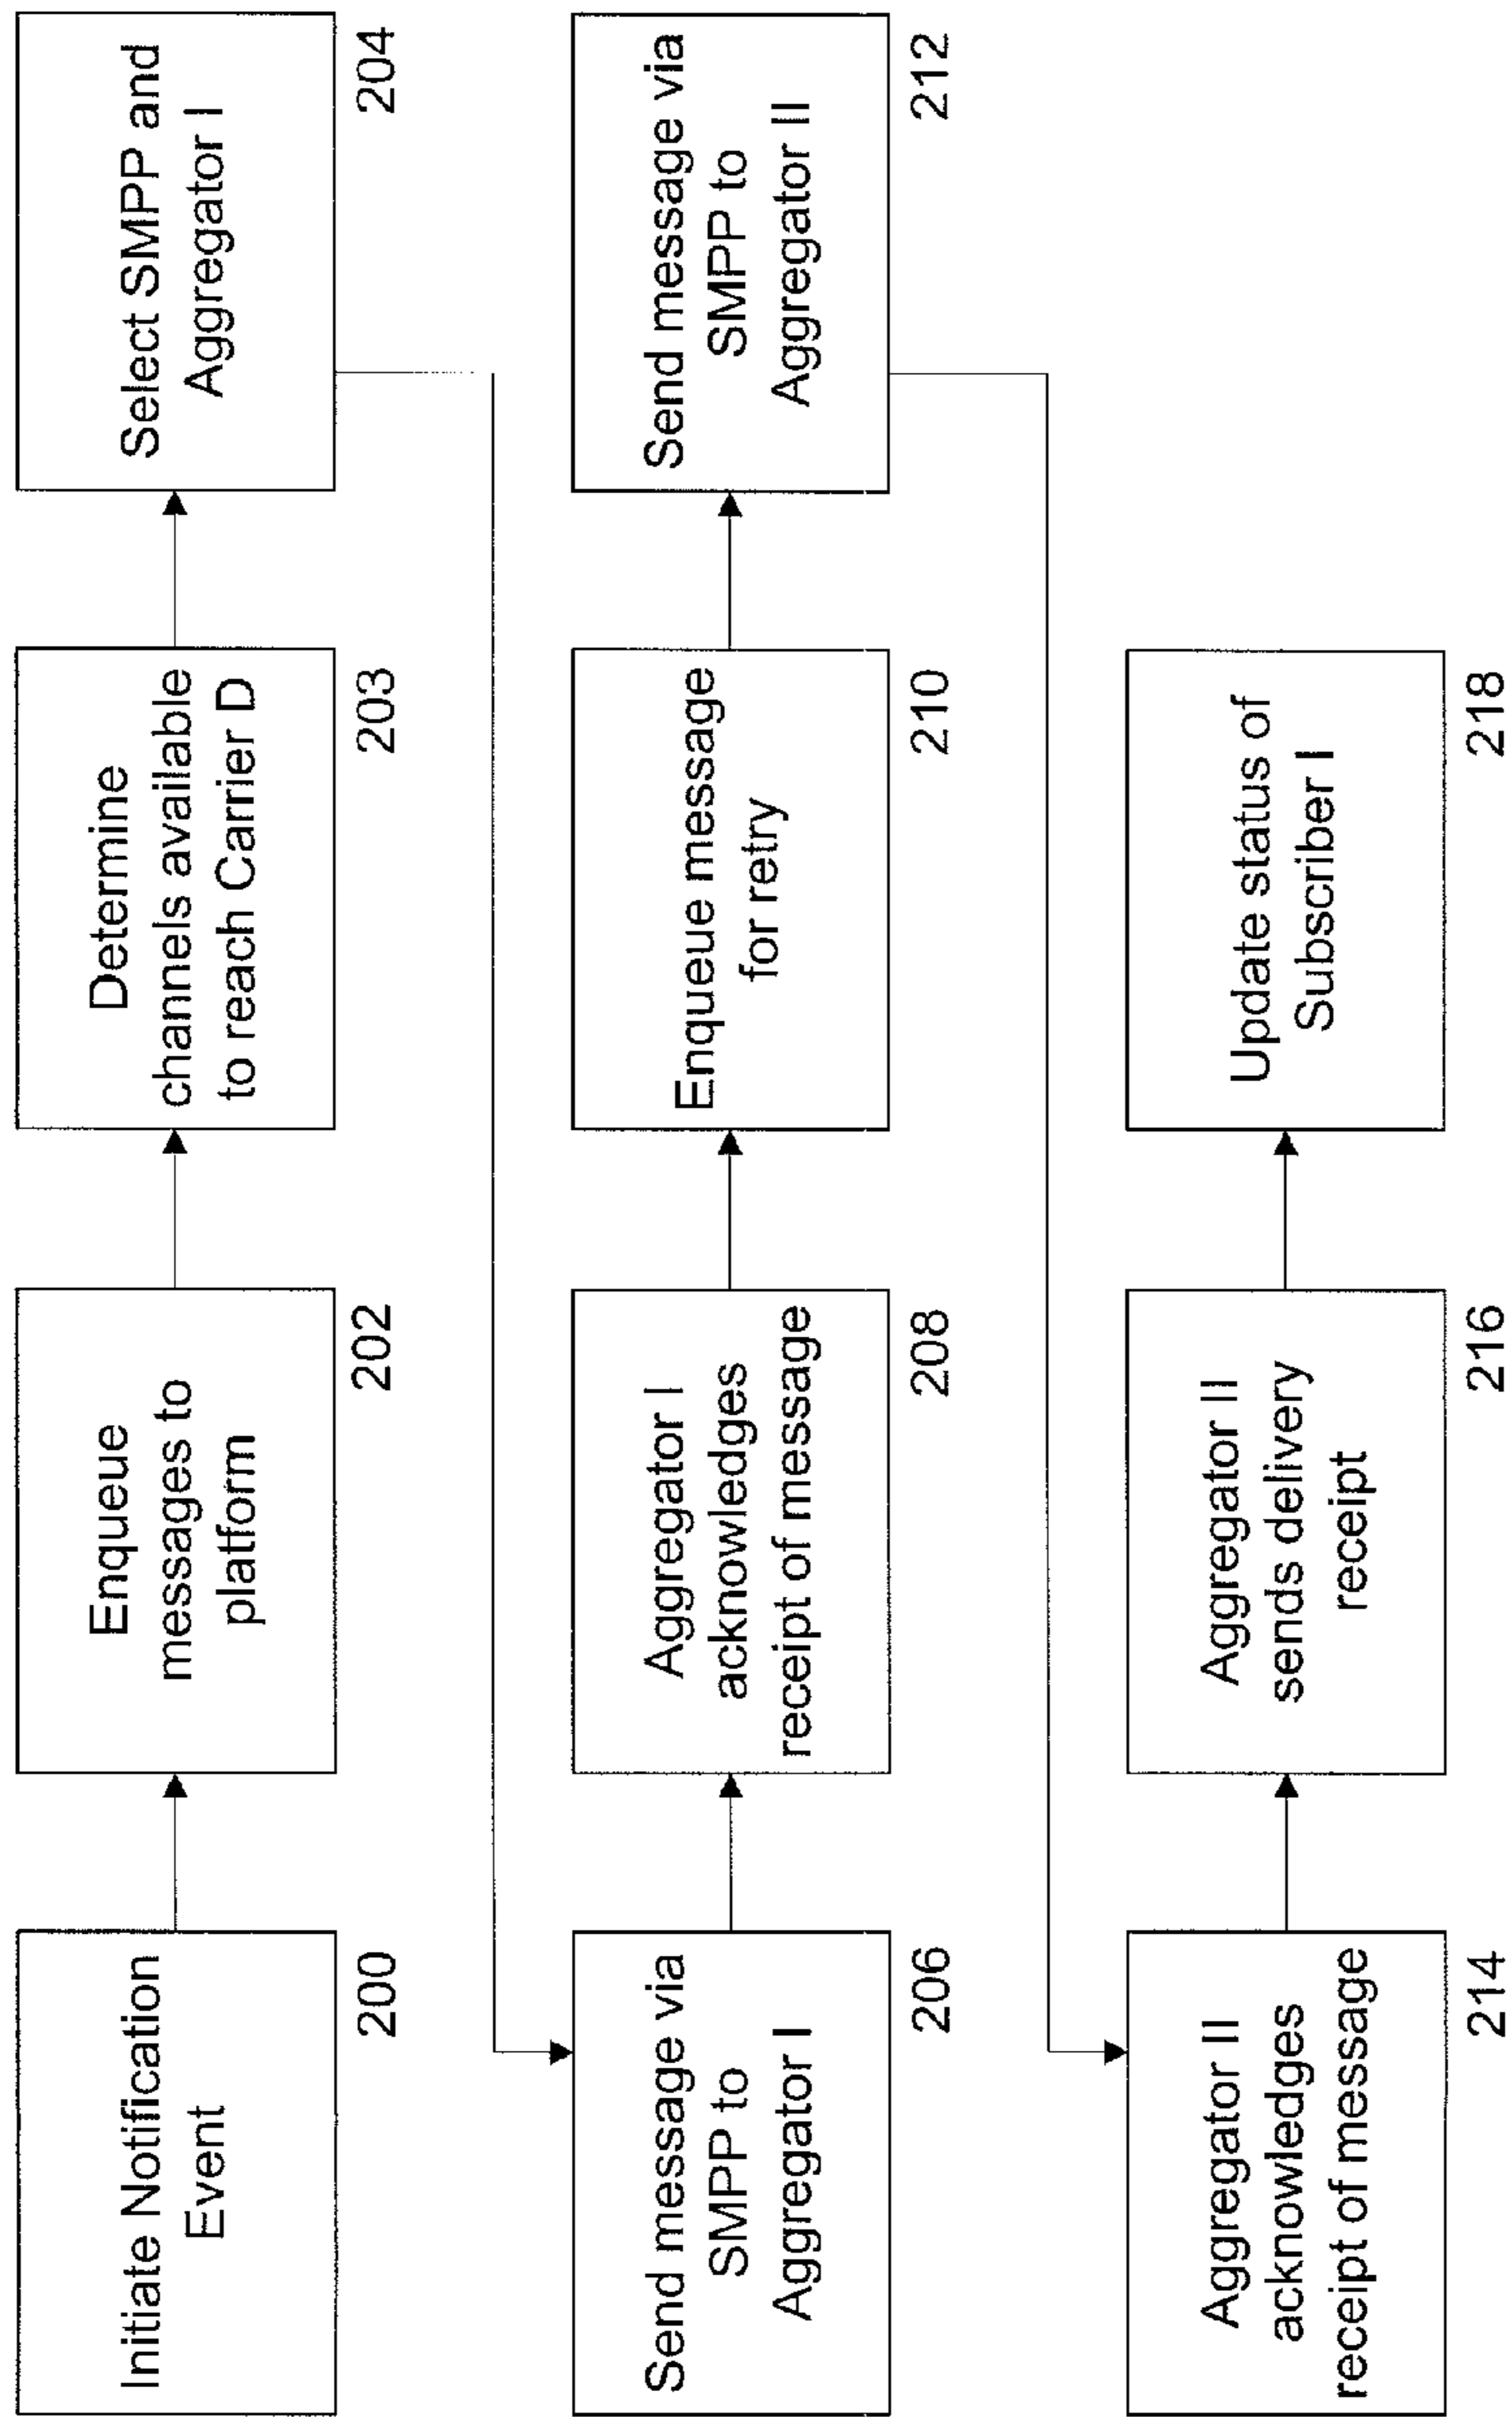 Initiate Notification
Event
200
Enqueue
messages to
platform
202
Determine
channels available
to reach Carrier D
203
Select SMPP and
Aggregator I
204
Send message via
SMPP to
Aggregator I
206
Aggregator I
acknowledges
receipt of message
208
Enqueue message
for retry
210
Send message via
SMPP to
Aggregator II
212
Aggregator II
acknowledges
receipt of message
214
Aggregator II
sends delivery
receipt
216
Update status of
Subscriber I
218